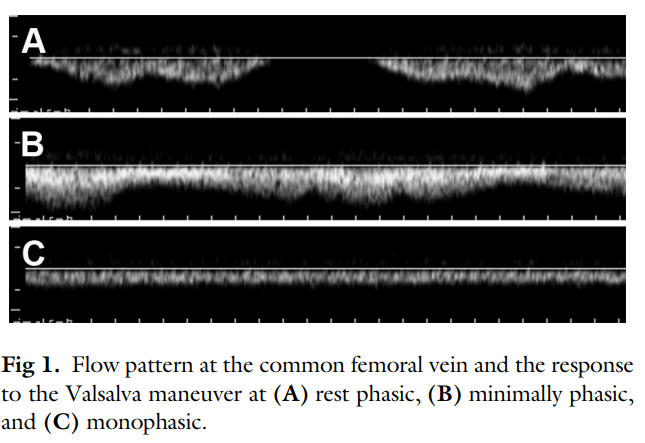 A
B
C
Fig 1. Flow pattern at the common femoral vein and the response
to the Valsalva maneuver at (A) rest phasic, (B) minimally phasic,
and (C) monophasic.